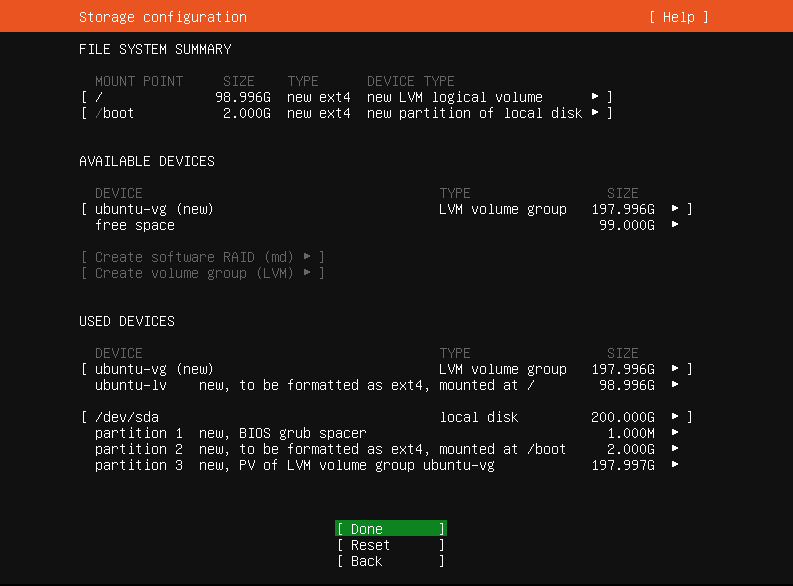 Storage configuration [ Help ]
FILE SYSTEM SUMMARY
MOUNT POINT SIZE TYPE DEVICE TYPE
[ / 98.996G new ext4 new LVM logical volume ▸ ]
[ /boot 2.000G new ext4 new partition of local disk ▸ ]
AVAILABLE DEVICES
DEVICE TYPE SIZE
[ ubuntu-vg (new) LVM volume group 197.996G ▸ ]
free space 99.000G ▸
[ Create software RAID (md) ▸ ]
[ Create volume group (LVM) ▸ ]
USED DEVICES
DEVICE TYPE SIZE
[ ubuntu-vg (new) LVM volume group 197.996G ▸ ]
ubuntu-lv new, to be formatted as ext4, mounted at / 98.996G ▸
[ /dev/sda local disk 200.000G ▸ ]
partition 1 new, BIOS grub spacer 1.000M ▸
partition 2 new, to be formatted as ext4, mounted at /boot 2.000G ▸
partition 3 new, PV of LVM volume group ubuntu-vg 197.997G ▸
[ Done ]
[ Reset ]
[ Back ]